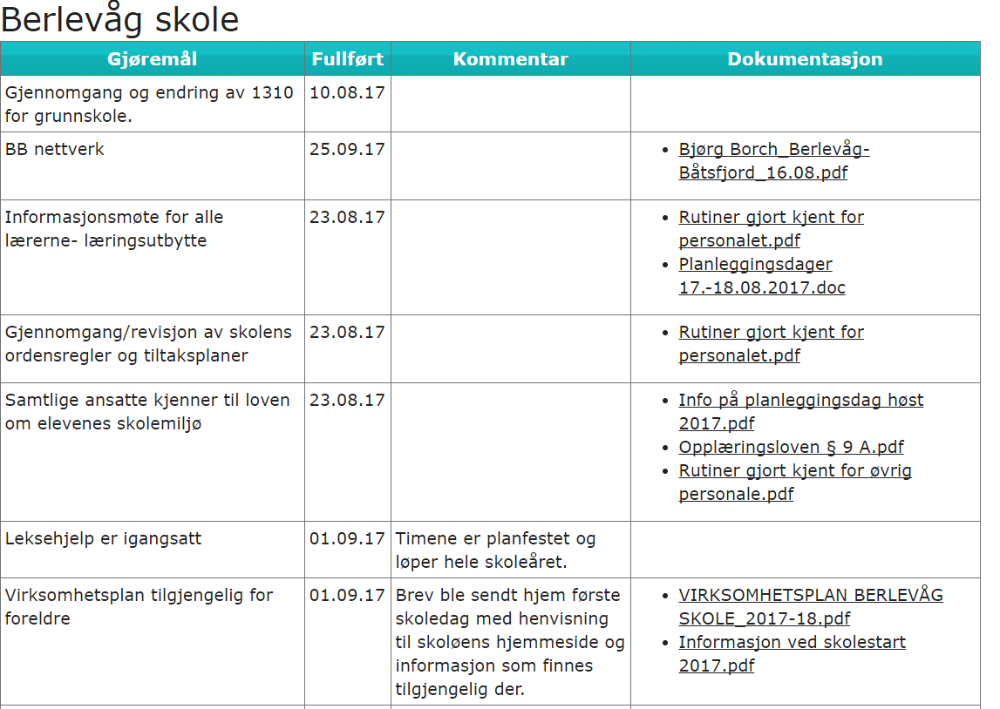 Berlevåg skole
Gjøremål Fullført Kommentar Dokumentasjon
Gjennomgang og endring av 1310 10.08.17
for grunnskole.
BB nettverk 25.09.17 • Bjørg Borch_Berlevåg-
Båtsfjord_16.08.pdf
Informasjonsmøte for alle 23.08.17 • Rutiner gjort kjent for
lærerne- læringsutbytte personalet.pdf
• Planleggingsdager
17.-18.08.2017.doc
Gjennomgang/revisjon av skolens 23.08.17 • Rutiner gjort kjent for
ordensregler og tiltaksplaner personalet.pdf
Samtlige ansatte kjenner til loven 23.08.17 • Info på planleggingsdag høst
om elevenes skolemiljø 2017.pdf
• Opplæringsloven § 9 A.pdf
• Rutiner gjort kjent for øvrig
personale.pdf
Leksehjelp er igangsatt 01.09.17 Timene er planfestet og
løper hele skoleåret.
Virksomhetsplan tilgjengelig for 01.09.17 Brev ble sendt hjem første • VIRKSOMHETSPLAN BERLEVÅG
foreldre skoledag med henvisning SKOLE_2017-18.pdf
til skoløens hjemmeside og • Informasjon ved skolestart
informasjon som finnes 2017.pdf
tilgjengelig der.